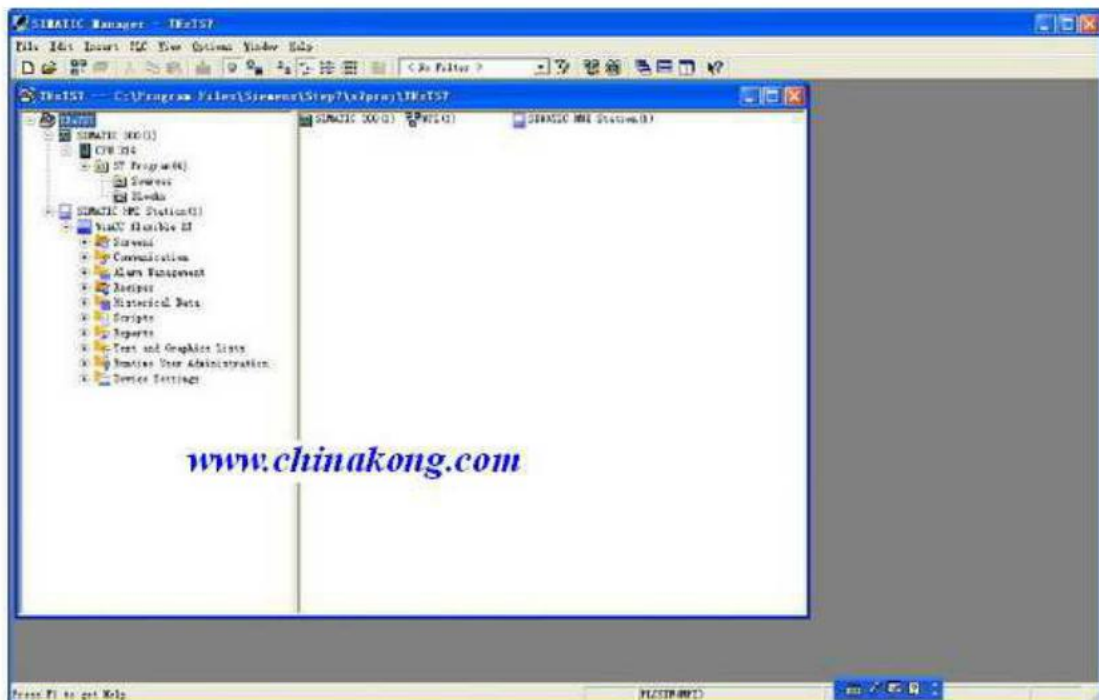 SIMATIC Manager - TKxTS7
File Edit Insert PLC View Options Window Help
< No Filter >
TKxTS7 -- C:\Program Files\Siemens\Step7\s7proj\TKxTS7
SIMATIC 300(1)
CPU 314
S7 Program(4)
Sources
Blocks
SIMATIC HMI Station(1)
WinCC flexible RT
Screens
Communication
Alarm Management
Recipes
Historical Data
Scripts
Reports
Text and Graphics Lists
Runtime User Administration
Device Settings
SIMATIC 300(1) MPI(1) SIMATIC HMI Station(1)
www.chinakong.com
Press F1 to get Help.
PLCSIM(MPI)